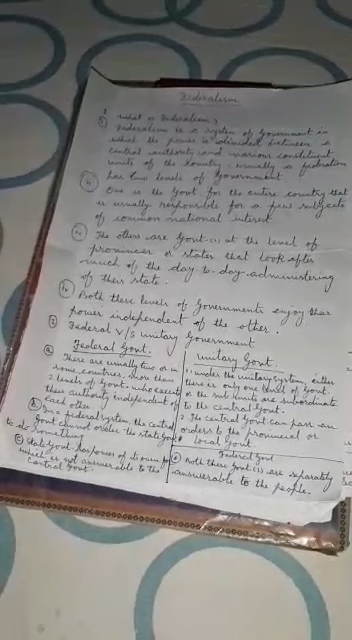 Federalism
1
① What is Federalism?
Federalism is a system of Government in
which the power is divided between a
central authority and various constituent
units of the country. usually a federation
has two levels of Government.
One is the Govt. for the entire country that
is usually responsible for a few subjects
of common national interest.
The others are Govt.(s) at the level of
provinces or states that look after
much of the day-to-day administering
of their state.
Both these levels of Governments enjoy their
power independent of the other.
Federal V/s unitary Government
Federal Govt.
There are usually two or in
some countries more than
2 levels of Govt. who exert
their authority independent of
each other.
(b) In a federal system, the central
Govt cannot order the state Govt
to do something
(c) State Govt. has powers of its own for
which it is not answerable to the
central Govt.
unitary Govt.
1 under the unitary system, either
there is only one level of Govt.
or the sub units are subordinate
to the central Govt.
2 The central Govt can pass on
orders to the provincial or
local Govt
Federal Govt
(d) Both these Govt.(s) are separately
answerable to the people.